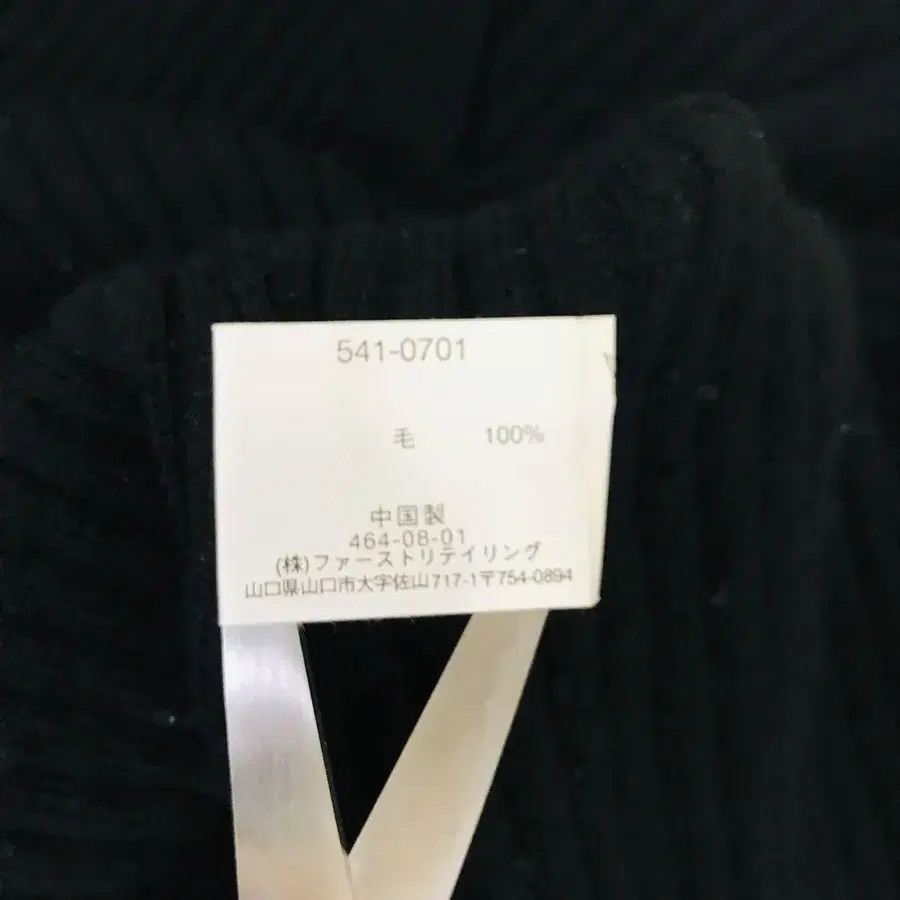 541-0701
毛 100%
中国製
464-08-01
(株)ファーストリテイリング
山口県山口市大字佐山717-1〒754-0894